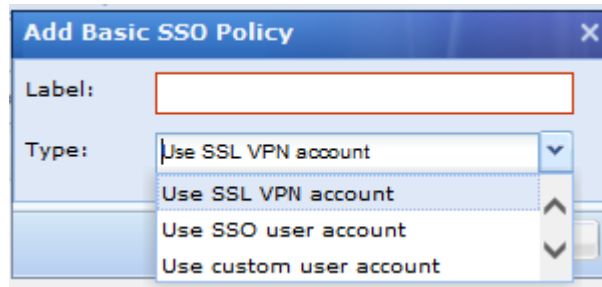 Add Basic SSO Policy
Label:
Type:
Use SSL VPN account
Use SSL VPN account
Use SSO user account
Use custom user account